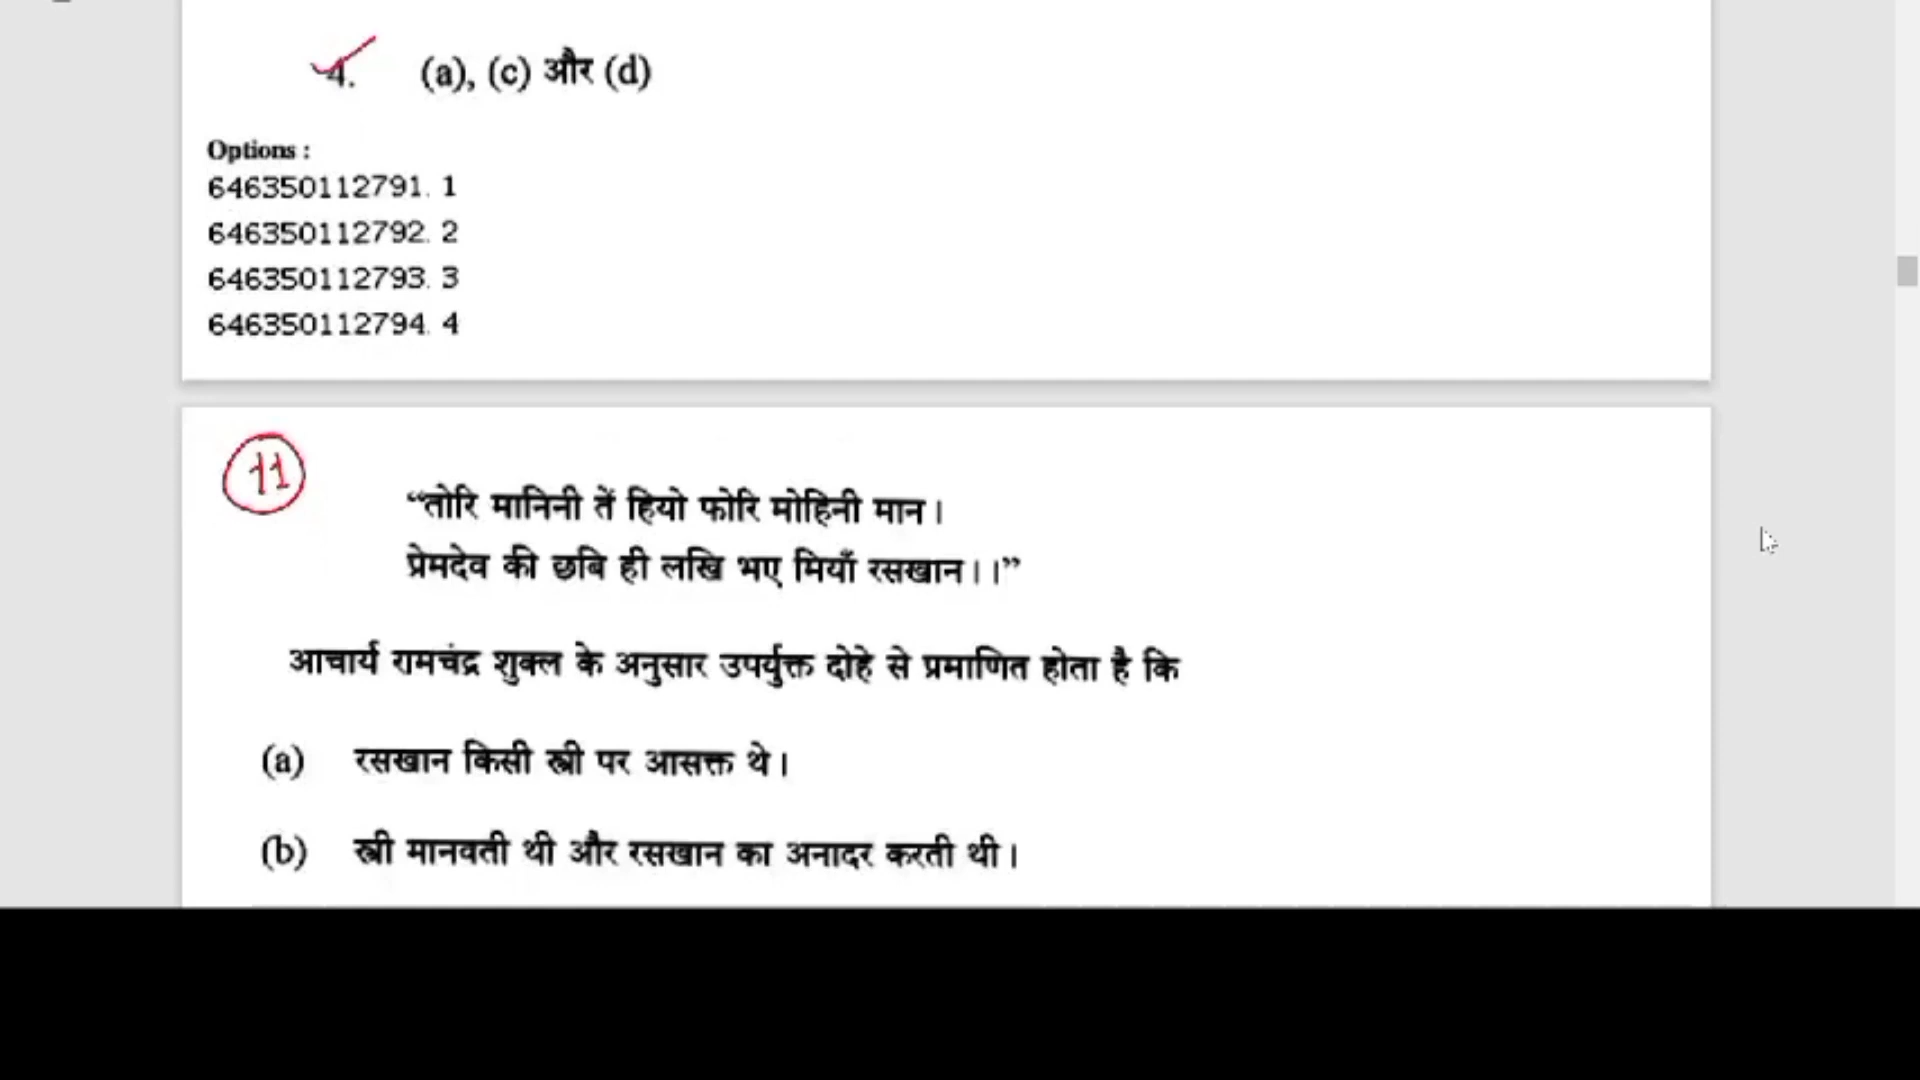 4. (a), (c) और (d)
Options :
646350112791. 1
646350112792. 2
646350112793. 3
646350112794. 4
11
“तोरि मानिनी तें हियो फोरि मोहिनी मान।
प्रेमदेव की छबि ही लखि भए मियाँ रसखान।।”
आचार्य रामचंद्र शुक्ल के अनुसार उपर्युक्त दोहे से प्रमाणित होता है कि
(a) रसखान किसी स्त्री पर आसक्त थे।
(b) स्त्री मानवती थी और रसखान का अनादर करती थी।